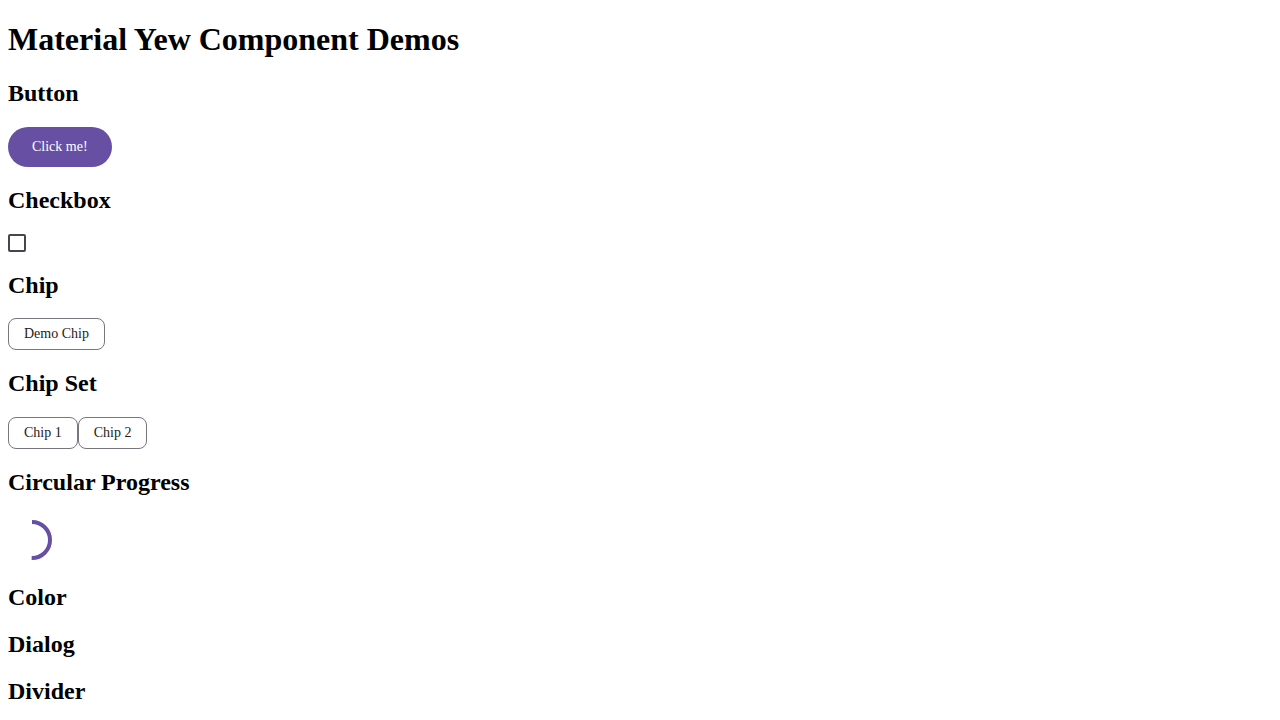 Material Yew Component Demos
Button
Click me!
Checkbox
Chip
Demo Chip
Chip Set
Chip 1 Chip 2
Circular Progress
Color
Dialog
Divider